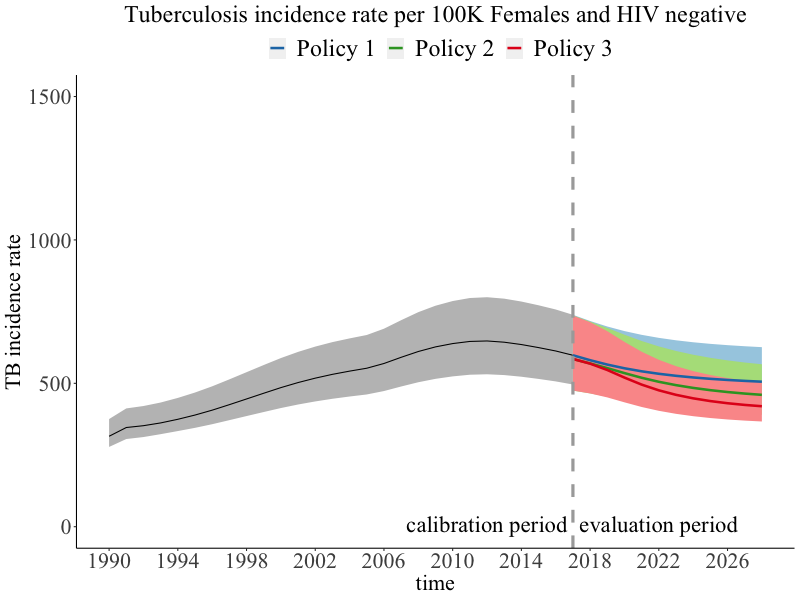 Tuberculosis incidence rate per 100K Females and HIV negative
Policy 1 Policy 2 Policy 3
TB incidence rate
1500
1000
500
0
calibration period evaluation period
1990 1994 1998 2002 2006 2010 2014 2018 2022 2026
time